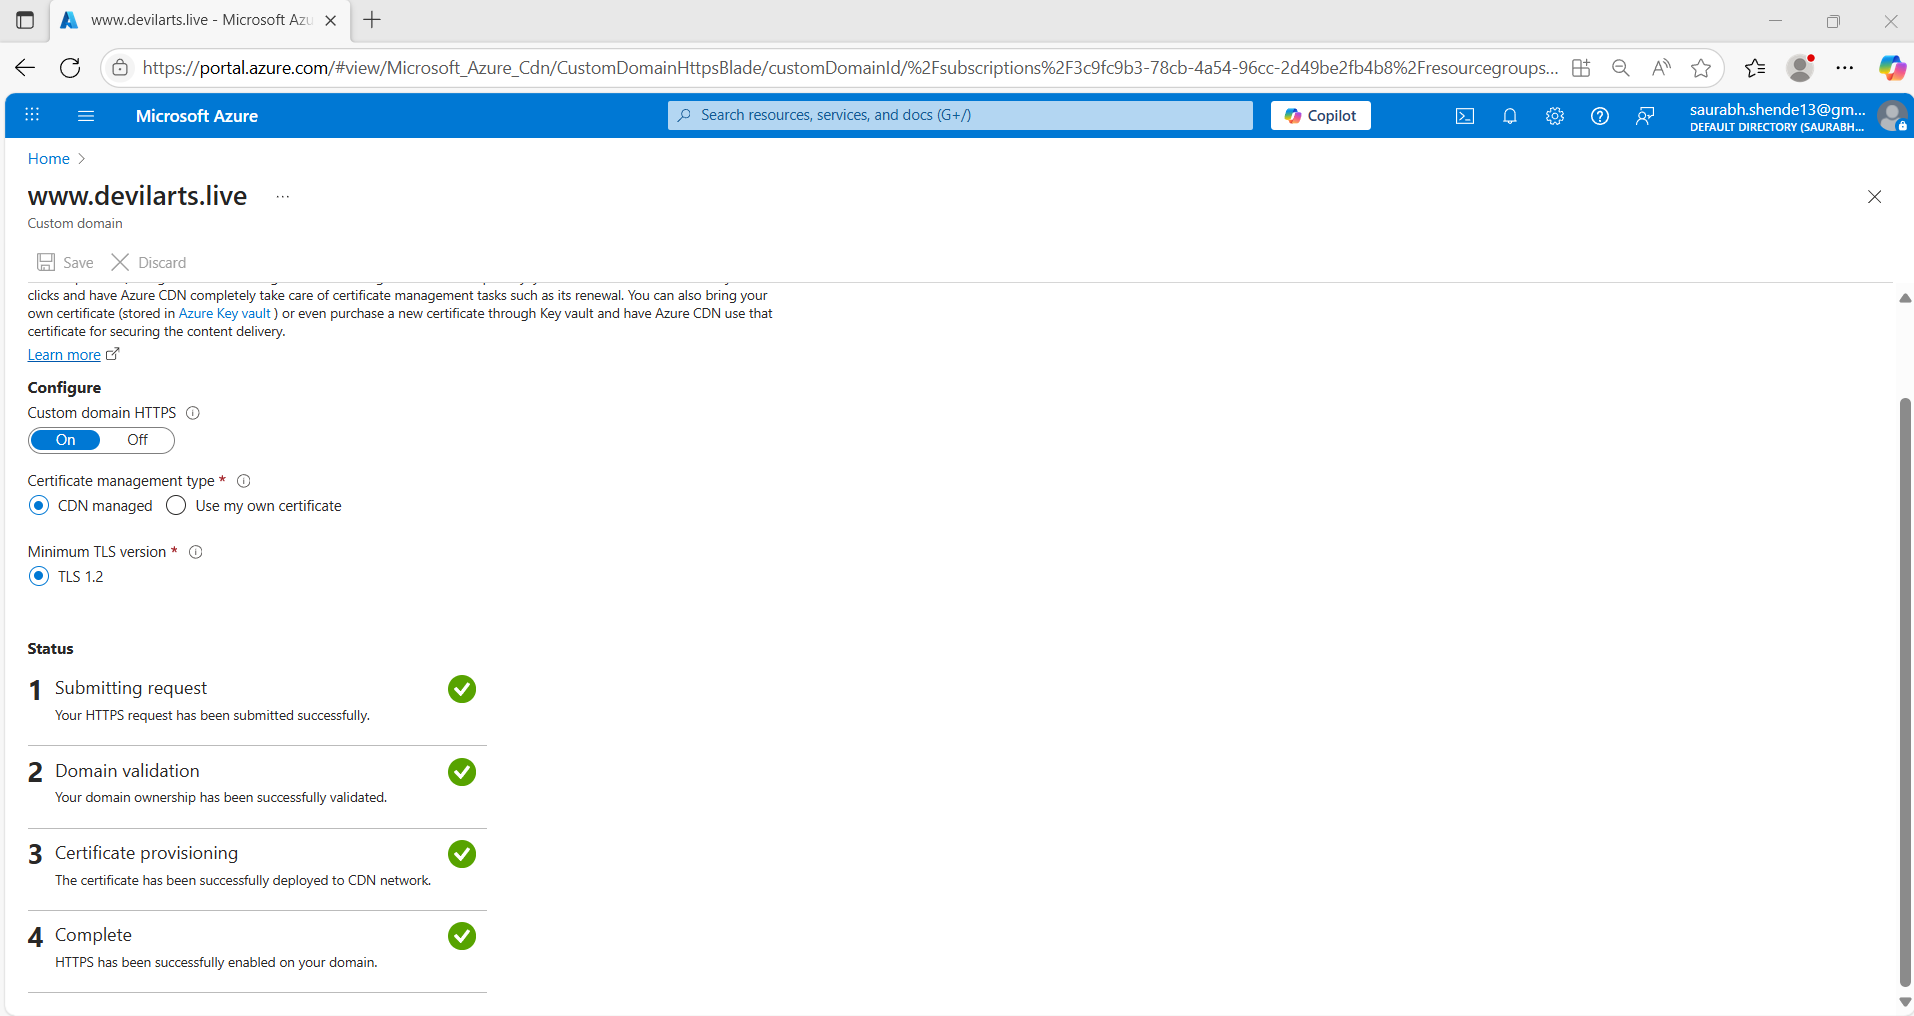 www.devilarts.live - Microsoft Azu
https://portal.azure.com/#view/Microsoft_Azure_Cdn/CustomDomainHttpsBlade/customDomainId/%2Fsubscriptions%2F3c9fc9b3-78cb-4a54-96cc-2d49be2fb4b8%2Fresourcegroups...
Microsoft Azure
Search resources, services, and docs (G+/)
Copilot
saurabh.shende13@gm...
DEFAULT DIRECTORY (SAURABH...
Home
www.devilarts.live
...
Custom domain
Save
Discard
clicks and have Azure CDN completely take care of certificate management tasks such as its renewal. You can also bring your
own certificate (stored in Azure Key vault ) or even purchase a new certificate through Key vault and have Azure CDN use that
certificate for securing the content delivery.
Learn more
Configure
Custom domain HTTPS
On Off
Certificate management type *
CDN managed
Use my own certificate
Minimum TLS version *
TLS 1.2
Status
1 Submitting request
Your HTTPS request has been submitted successfully.
2 Domain validation
Your domain ownership has been successfully validated.
3 Certificate provisioning
The certificate has been successfully deployed to CDN network.
4 Complete
HTTPS has been successfully enabled on your domain.